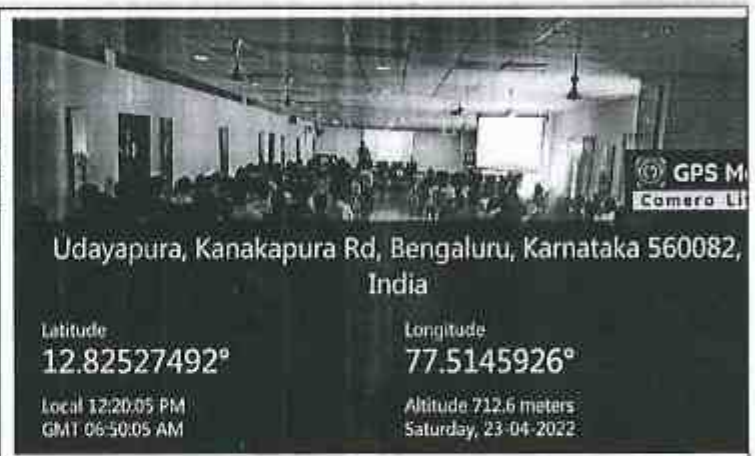 GPS M
Camera Li
Udayapura, Kanakapura Rd, Bengaluru, Karnataka 560082,
India
Latitude
12.82527492°
Longitude
77.5145926°
Local 12:20:05 PM
GMT 06:50:05 AM
Altitude 712.6 meters
Saturday, 23-04-2022